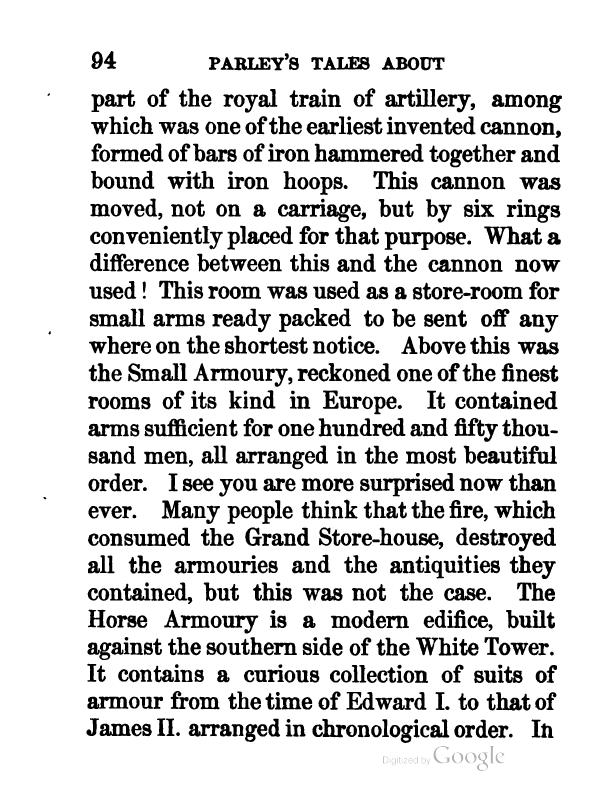 94 PARLEY'S TALES ABOUT
part of the royal train of artillery, among
which was one of the earliest invented cannon,
formed of bars of iron hammered together and
bound with iron hoops. This cannon was
moved, not on a carriage, but by six rings
conveniently placed for that purpose. What a
difference between this and the cannon now
used! This room was used as a store-room for
small arms ready packed to be sent off any
where on the shortest notice. Above this was
the Small Armoury, reckoned one of the finest
rooms of its kind in Europe. It contained
arms sufficient for one hundred and fifty thou-
sand men, all arranged in the most beautiful
order. I see you are more surprised now than
ever. Many people think that the fire, which
consumed the Grand Store-house, destroyed
all the armouries and the antiquities they
contained, but this was not the case. The
Horse Armoury is a modern edifice, built
against the southern side of the White Tower.
It contains a curious collection of suits of
armour from the time of Edward I. to that of
James II. arranged in chronological order. In
Digitized by Google